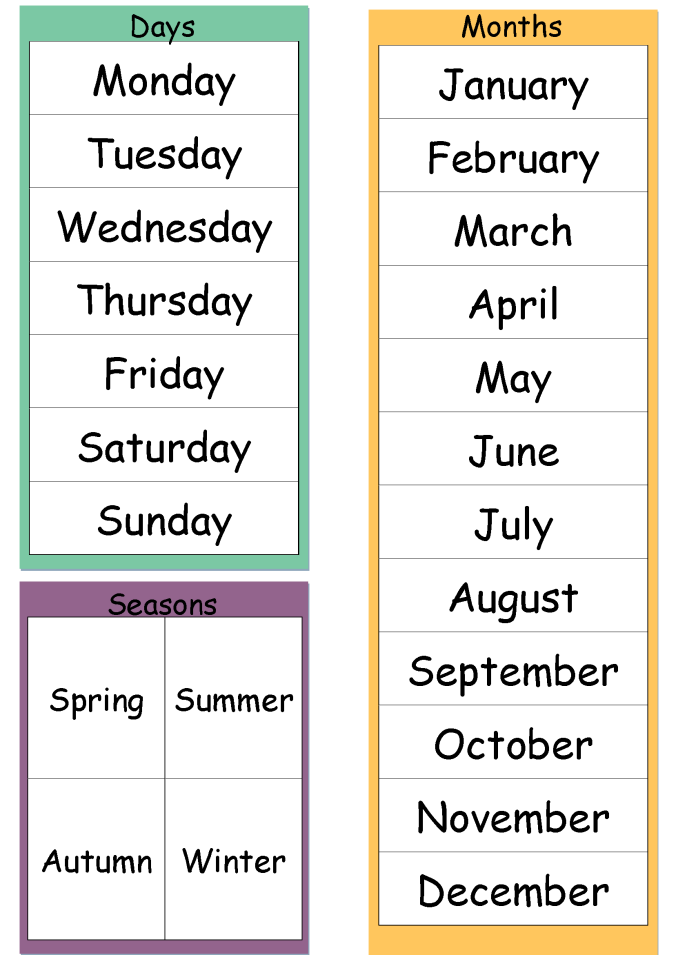 Days
Monday
Tuesday
Wednesday
Thursday
Friday
Saturday
Sunday
Seasons
Spring Summer
Autumn Winter
Months
January
February
March
April
May
June
July
August
September
October
November
December